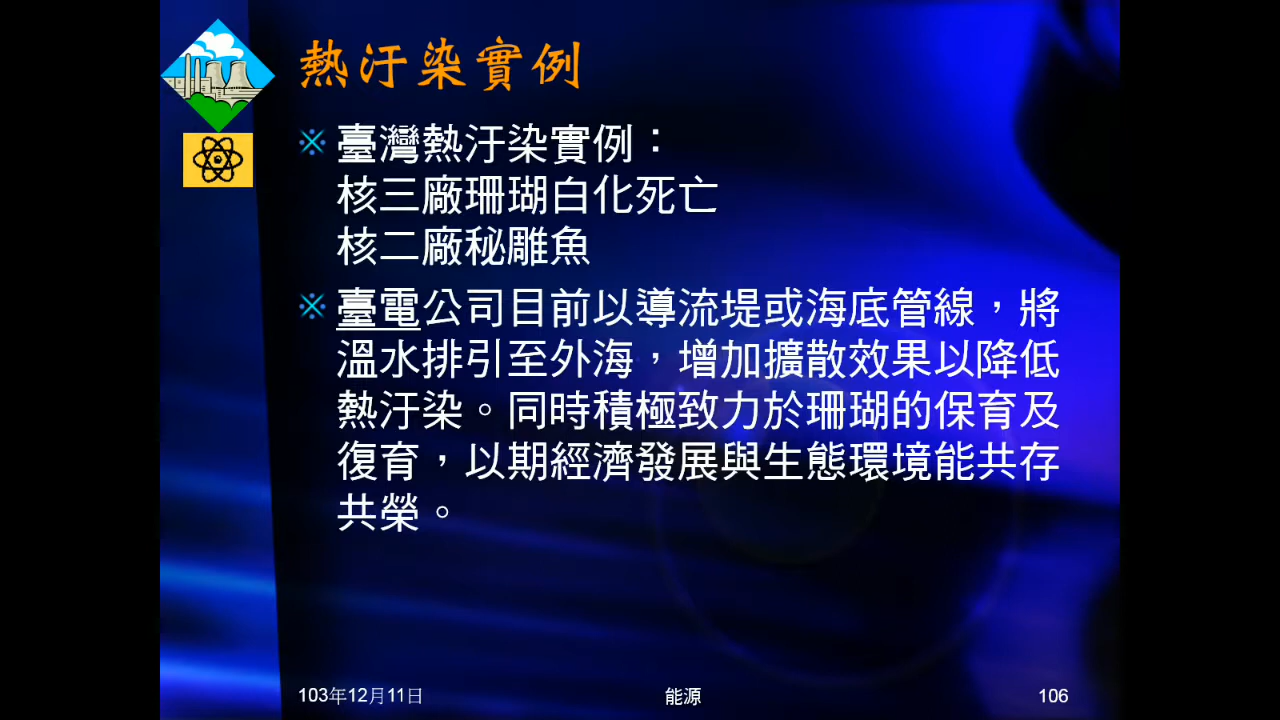 熱汙染實例
※臺灣熱汙染實例：
核三廠珊瑚白化死亡
核二廠秘雕魚
※臺電公司目前以導流堤或海底管線，將
溫水排引至外海，增加擴散效果以降低
熱汙染。同時積極致力於珊瑚的保育及
復育，以期經濟發展與生態環境能共存
共榮。
103年12月11日
能源
106